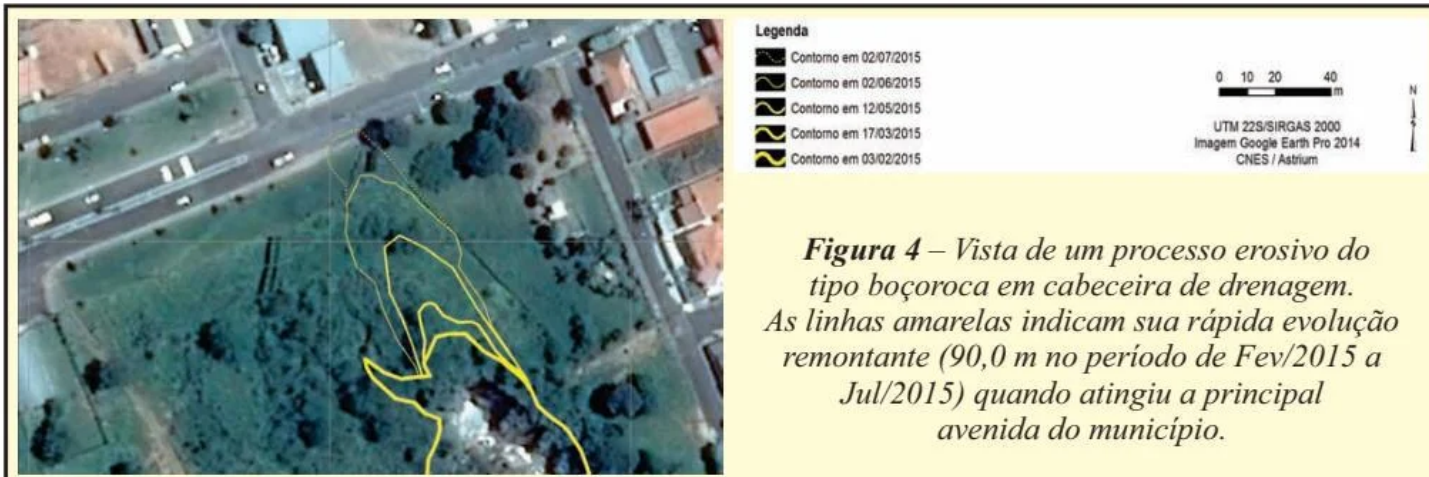 Legenda
Contorno em 02/07/2015
Contorno em 02/06/2015
Contorno em 12/05/2015
Contorno em 17/03/2015
Contorno em 03/02/2015
0 10 20 40
m
N
UTM 22S/SIRGAS 2000
Imagem Google Earth Pro 2014
CNES / Astrium
Figura 4 – Vista de um processo erosivo do
tipo boçoroca em cabeceira de drenagem.
As linhas amarelas indicam sua rápida evolução
remontante (90,0 m no período de Fev/2015 a
Jul/2015) quando atingiu a principal
avenida do município.